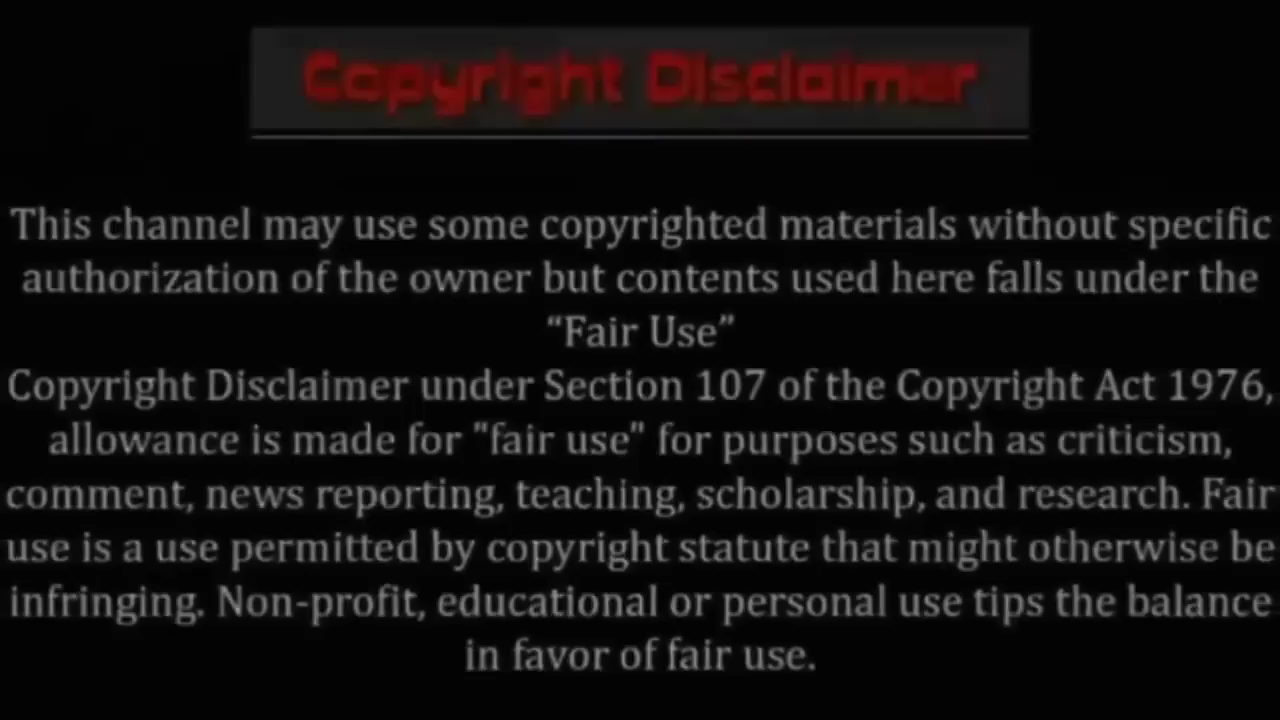 Copyright Disclaimer
This channel may use some copyrighted materials without specific
authorization of the owner but contents used here falls under the
“Fair Use”
Copyright Disclaimer under Section 107 of the Copyright Act 1976,
allowance is made for "fair use" for purposes such as criticism,
comment, news reporting, teaching, scholarship, and research. Fair
use is a use permitted by copyright statute that might otherwise be
infringing. Non-profit, educational or personal use tips the balance
in favor of fair use.